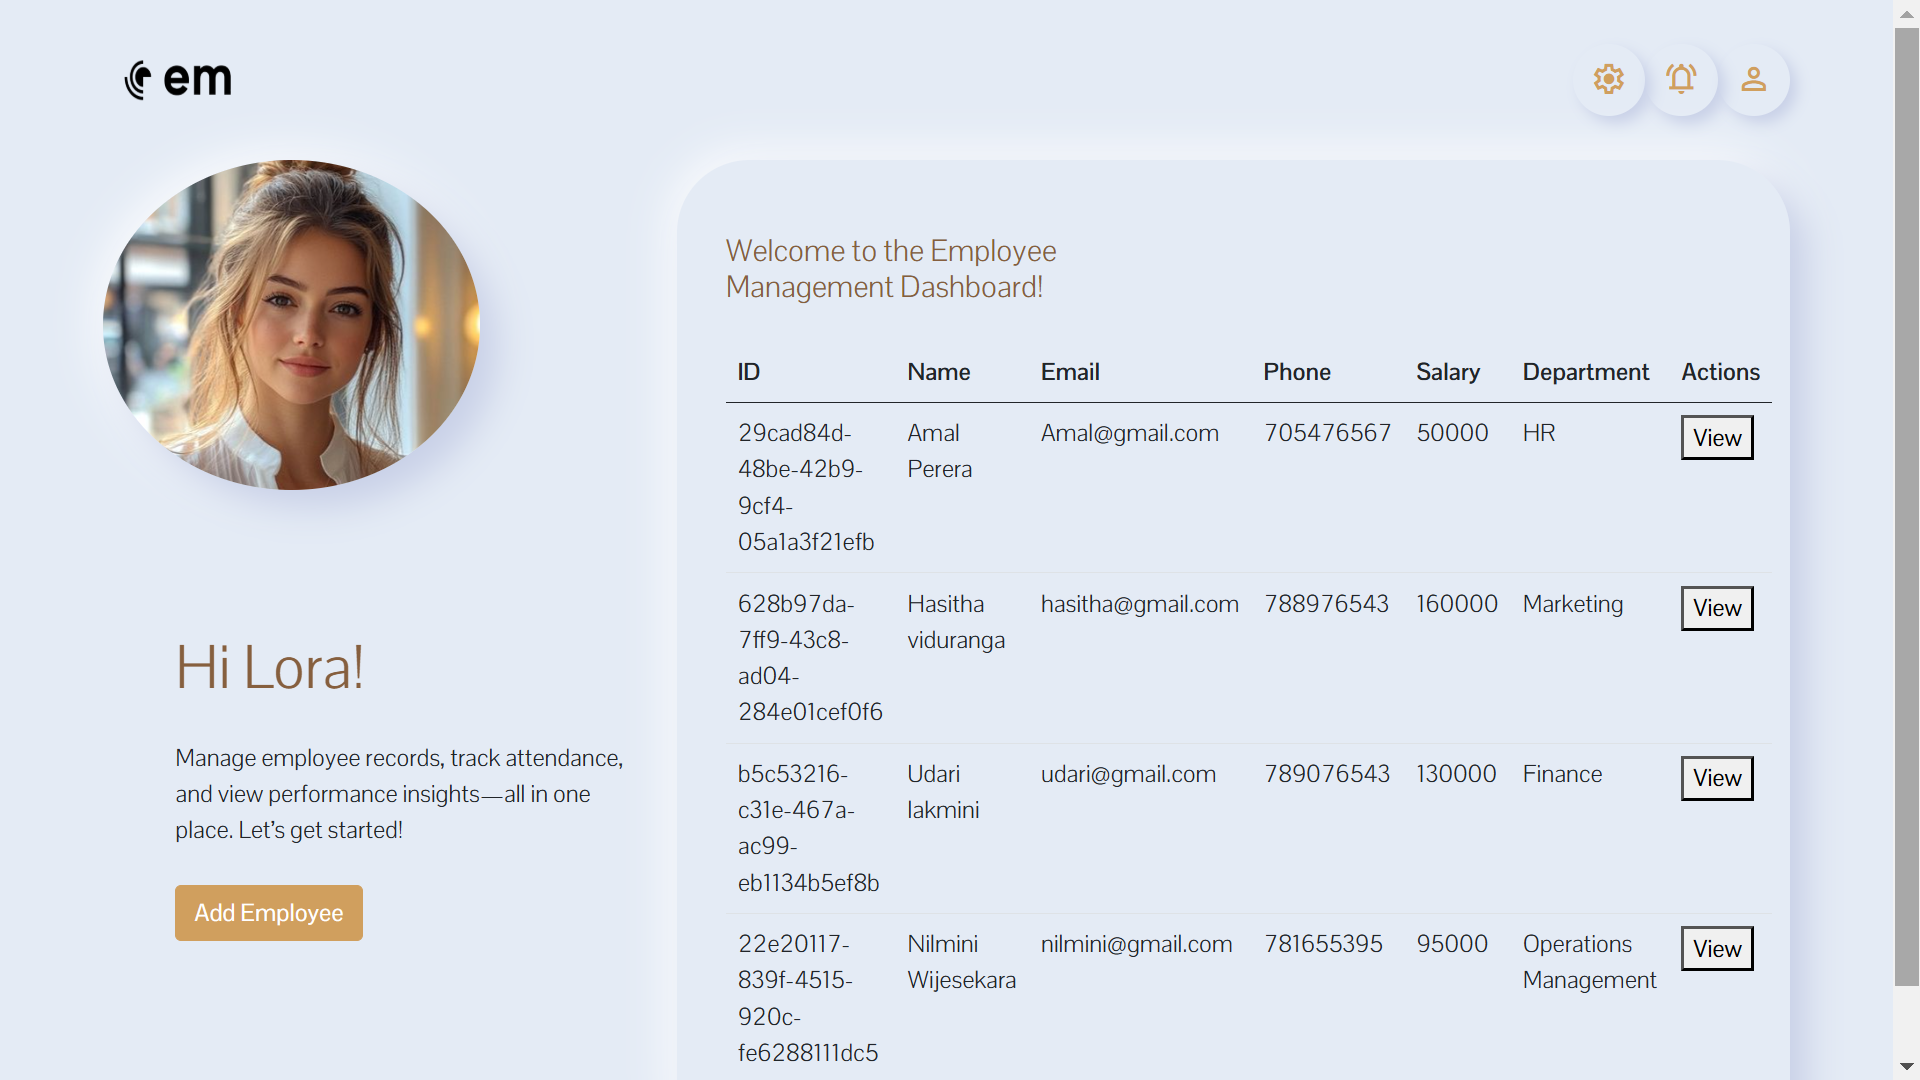 em
Welcome to the Employee
Management Dashboard!
ID Name Email Phone Salary Department Actions
29cad84d- Amal Amal@gmail.com 705476567 50000 HR View
48be-42b9- Perera
9cf4-
05a1a3f21efb
628b97da- Hasitha hasitha@gmail.com 788976543 160000 Marketing View
7ff9-43c8- viduranga
ad04-
284e01cef0f6
b5c53216- Udari udari@gmail.com 789076543 130000 Finance View
c31e-467a- lakmini
ac99-
eb1134b5ef8b
22e20117- Nilmini nilmini@gmail.com 781655395 95000 Operations View
839f-4515- Wijesekara Management
920c-
fe6288111dc5
Hi Lora!
Manage employee records, track attendance,
and view performance insights—all in one
place. Let’s get started!
Add Employee